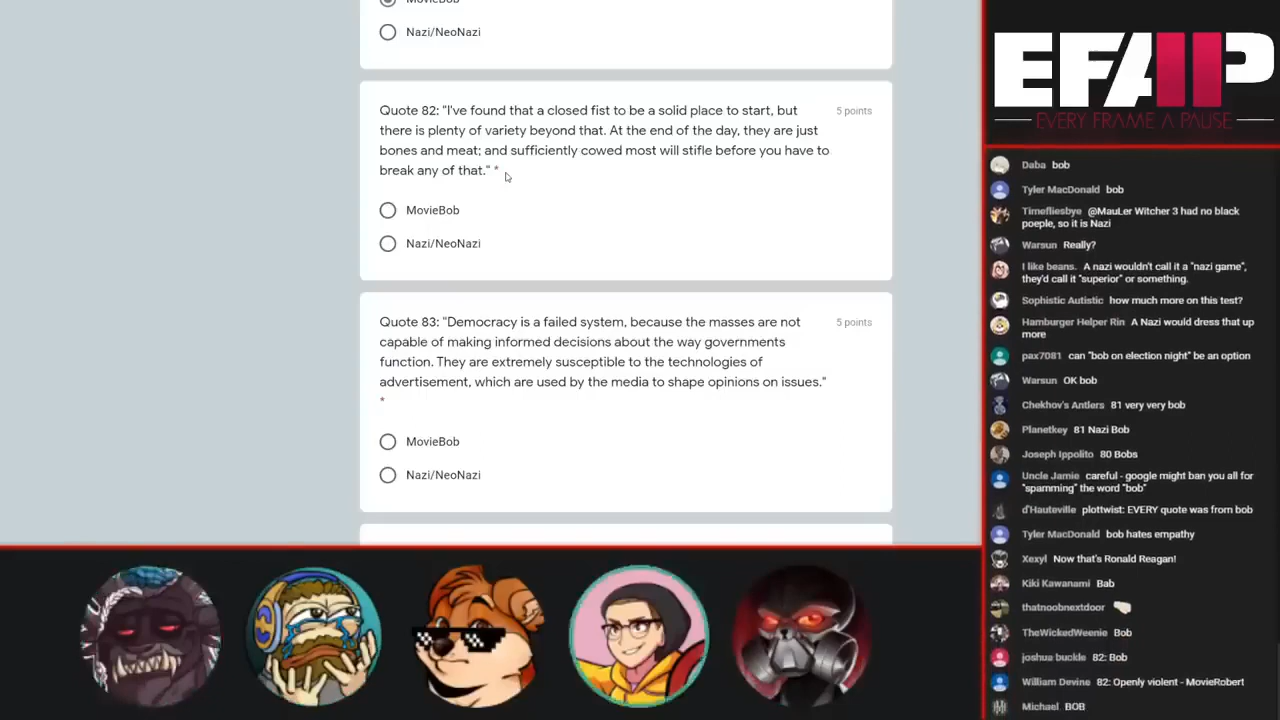 MovieBob
Nazi/NeoNazi
Quote 82: "I've found that a closed fist to be a solid place to start, but
there is plenty of variety beyond that. At the end of the day, they are just
bones and meat; and sufficiently cowed most will stifle before you have to
break any of that." *
5 points
MovieBob
Nazi/NeoNazi
Quote 83: "Democracy is a failed system, because the masses are not
capable of making informed decisions about the way governments
function. They are extremely susceptible to the technologies of
advertisement, which are used by the media to shape opinions on issues."
*
5 points
MovieBob
Nazi/NeoNazi
EFAP
EVERY FRAME A PAUSE
Daba bob
Tyler MacDonald bob
Timefliesbye @MauLer Witcher 3 had no black
poeple, so it is Nazi
Warsun Really?
I like beans. A nazi wouldn't call it a "nazi game",
they'd call it "superior" or something.
Sophistic Autistic how much more on this test?
Hamburger Helper Rin A Nazi would dress that up
more
pax7081 can "bob on election night" be an option
Warsun OK bob
Chekhov's Antlers 81 very very bob
Planetkey 81 Nazi Bob
Joseph Ippolito 80 Bobs
Uncle Jamie careful - google might ban you all for
"spamming" the word "bob"
d'Hauteville plottwist: EVERY quote was from bob
Tyler MacDonald bob hates empathy
Xexyl Now that's Ronald Reagan!
Kiki Kawanami Bab
thatnoobnextdoor
TheWickedWeenie Bob
joshua buckle 82: Bob
William Devine 82: Openly violent - MovieRobert
Michael BOB